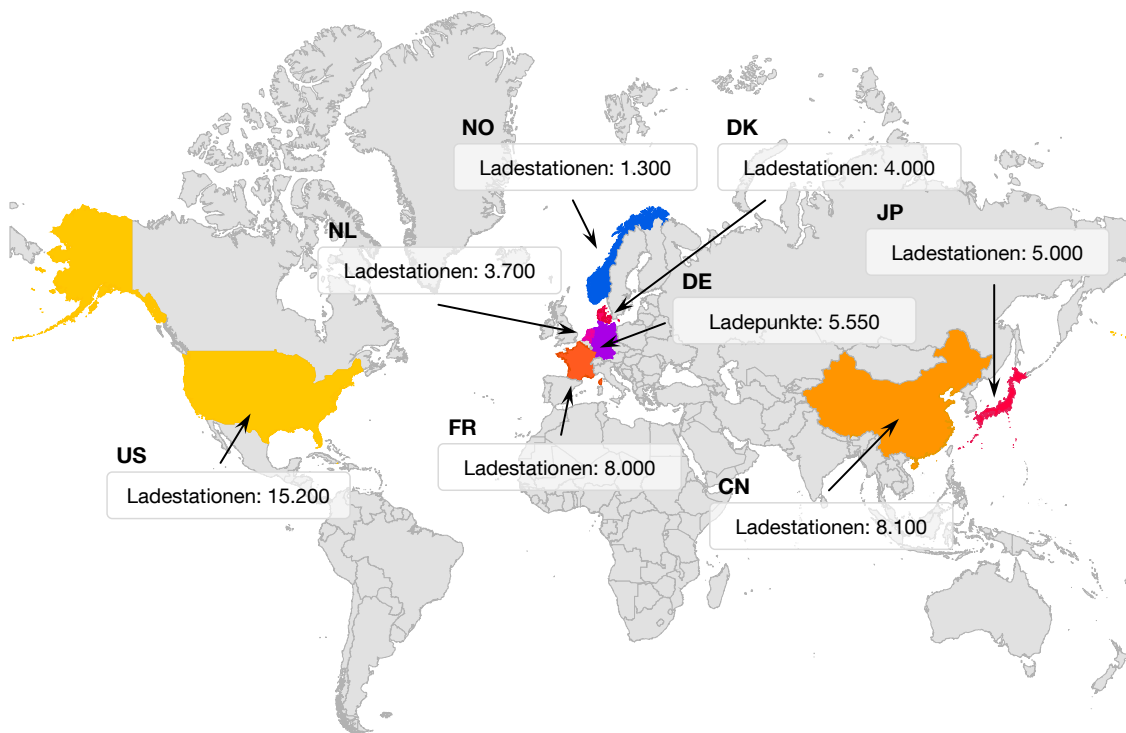 NO
Ladestationen: 1.300
DK
Ladestationen: 4.000
JP
Ladestationen: 5.000
NL
Ladestationen: 3.700
DE
Ladepunkte: 5.550
US
Ladestationen: 15.200
FR
Ladestationen: 8.000
CN
Ladestationen: 8.100